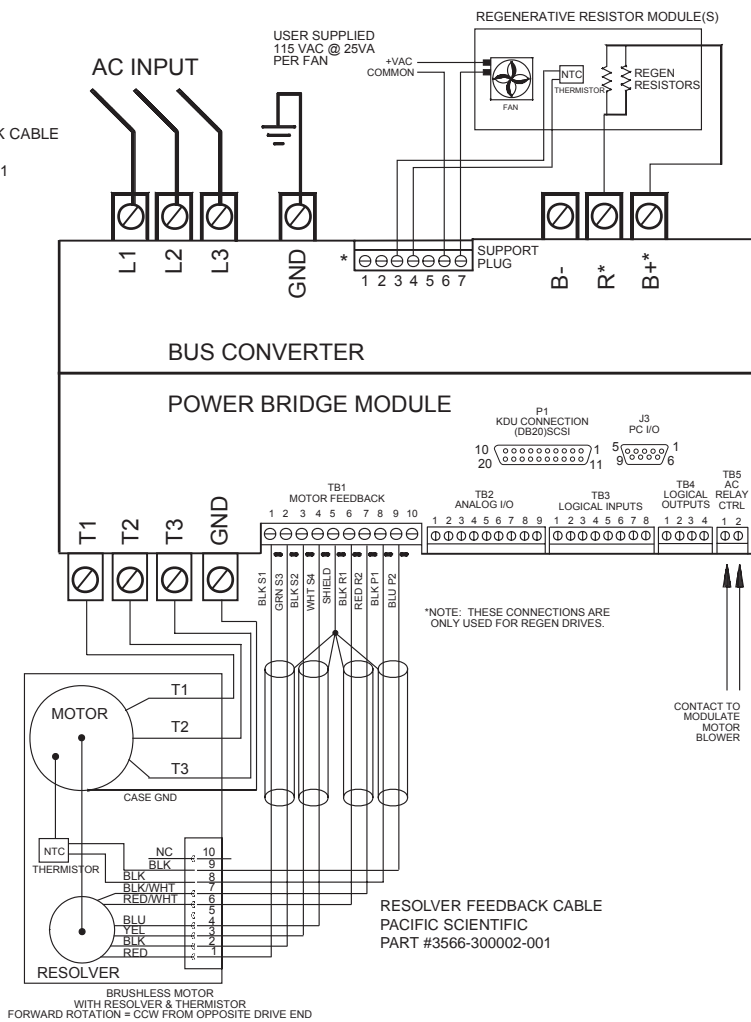 REGENERATIVE RESISTOR MODULE(S)
USER SUPPLIED
115 VAC @ 25VA
PER FAN
+VAC
COMMON
FAN
NTC
THERMISTOR
REGEN
RESISTORS
AC INPUT
K CABLE
1
L1
L2
L3
GND
*
1 2 3 4 5 6 7
SUPPORT
PLUG
B-
R*
B+*
BUS CONVERTER
POWER BRIDGE MODULE
P1
KDU CONNECTION
(DB20)SCSI
10
20
1
11
J3
PC I/O
5
9
1
6
T1
T2
T3
GND
TB1
MOTOR FEEDBACK
1 2 3 4 5 6 7 8 9 10
TB2
ANALOG I/O
1 2 3 4 5 6 7 8 9
TB3
LOGICAL INPUTS
1 2 3 4 5 6 7 8
TB4
LOGICAL
OUTPUTS
1 2 3 4
TB5
AC
RELAY
CTRL
1 2
BLK S1
GRN S3
BLK S2
WHT S4
SHIELD
BLK R1
RED R2
BLK P1
BLU P2
*NOTE: THESE CONNECTIONS ARE
ONLY USED FOR REGEN DRIVES.
CONTACT TO
MODULATE
MOTOR
BLOWER
MOTOR
T1
T2
T3
CASE GND
NTC
THERMISTOR
NC 10
BLK 9
BLK 8
BLK/WHT 7
RED/WHT 6
5
BLU 4
YEL 3
BLK 2
RED 1
RESOLVER
RESOLVER FEEDBACK CABLE
PACIFIC SCIENTIFIC
PART #3566-300002-001
BRUSHLESS MOTOR
WITH RESOLVER & THERMISTOR
FORWARD ROTATION = CCW FROM OPPOSITE DRIVE END